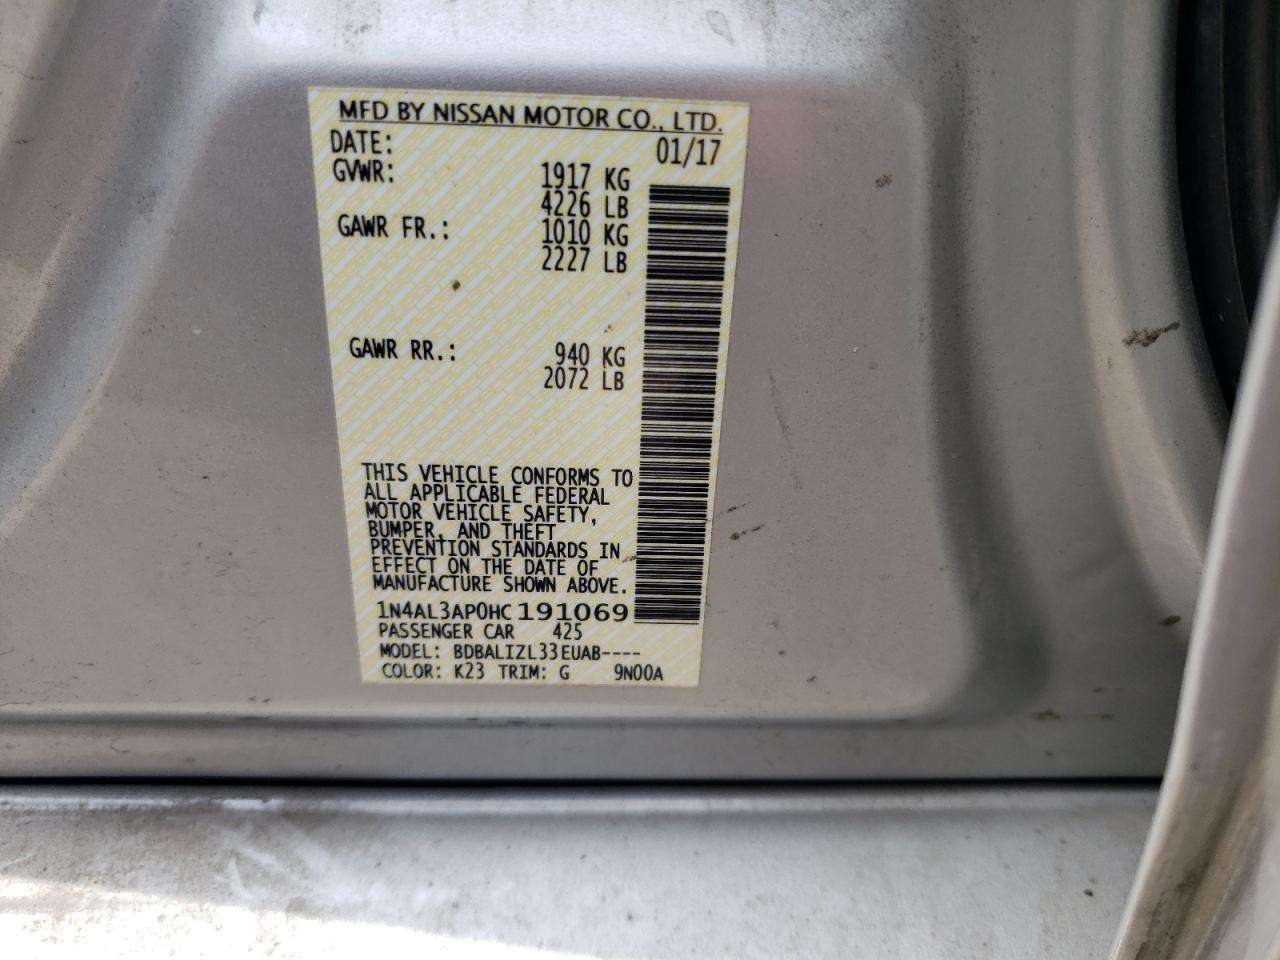 MFD BY NISSAN MOTOR CO., LTD.
DATE: 01/17
GVWR: 1917 KG
4226 LB
GAWR FR.: 1010 KG
2227 LB
GAWR RR.: 940 KG
2072 LB
THIS VEHICLE CONFORMS TO
ALL APPLICABLE FEDERAL
MOTOR VEHICLE SAFETY,
BUMPER, AND THEFT
PREVENTION STANDARDS IN
EFFECT ON THE DATE OF
MANUFACTURE SHOWN ABOVE.
1N4AL3AP0HC191069
PASSENGER CAR 425
MODEL: BDBALIZL33EUAB----
COLOR: K23 TRIM: G 9N00A